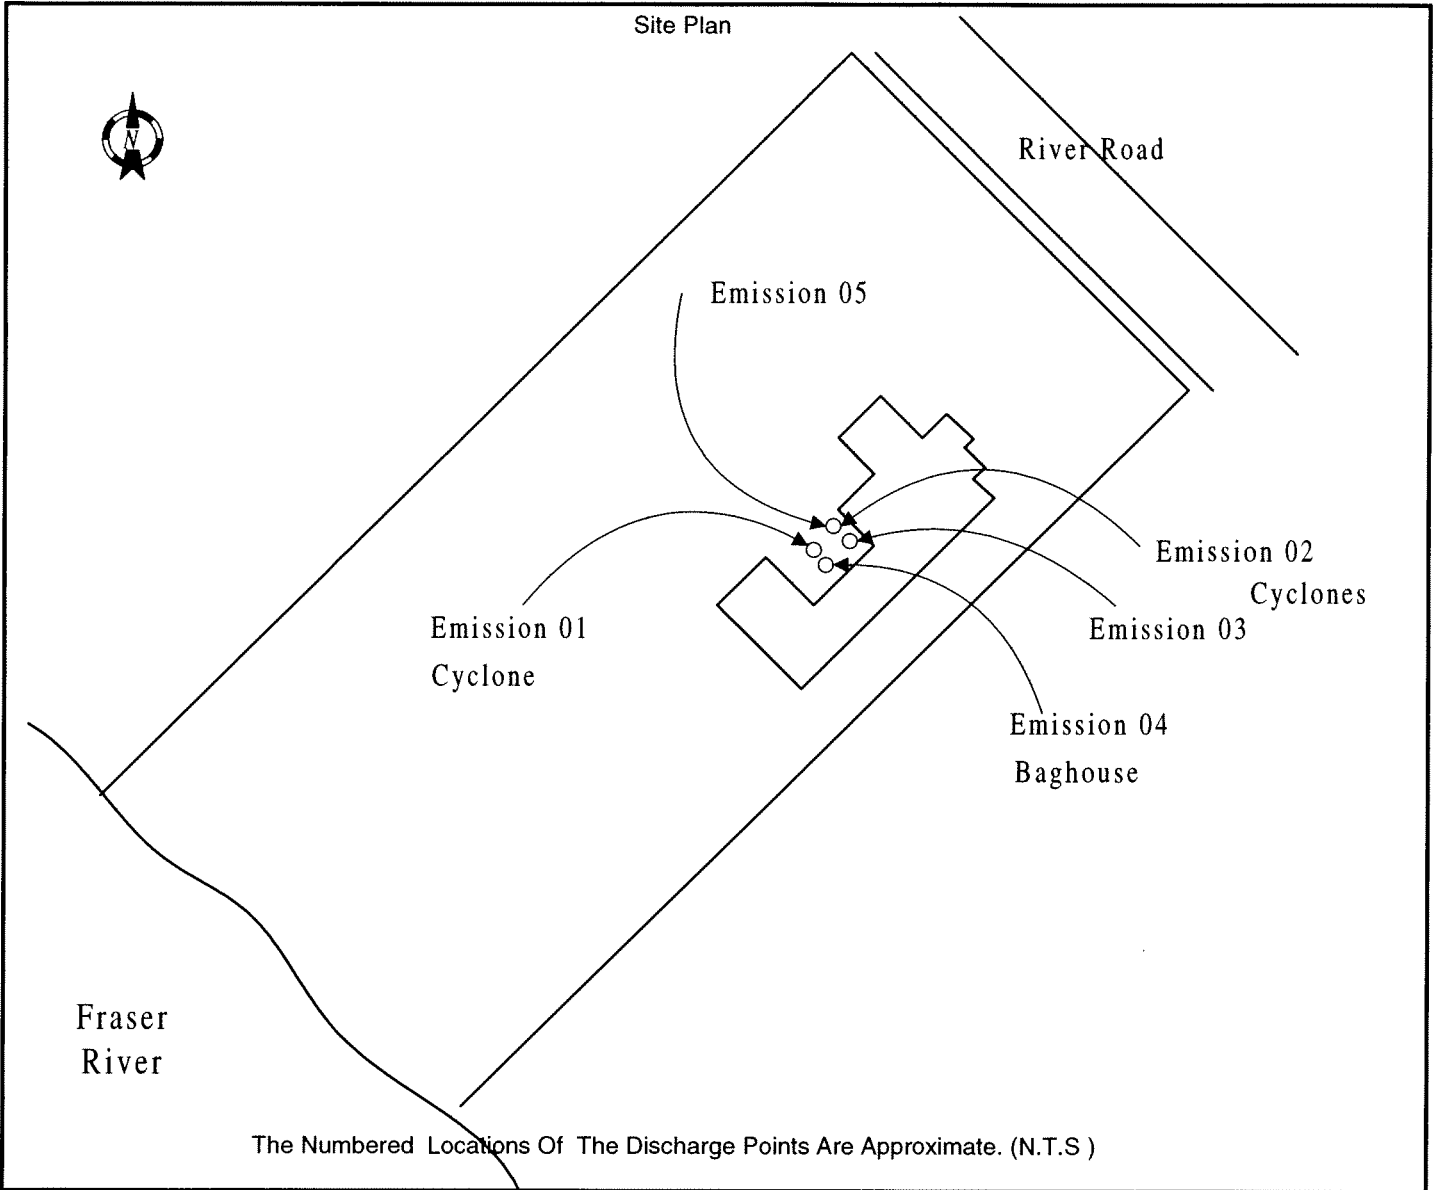 Site Plan
N
River Road
Emission 05
Emission 02
Cyclones
Emission 03
Emission 01
Cyclone
Emission 04
Baghouse
Fraser
River
The Numbered Locations Of The Discharge Points Are Approximate. (N.T.S )